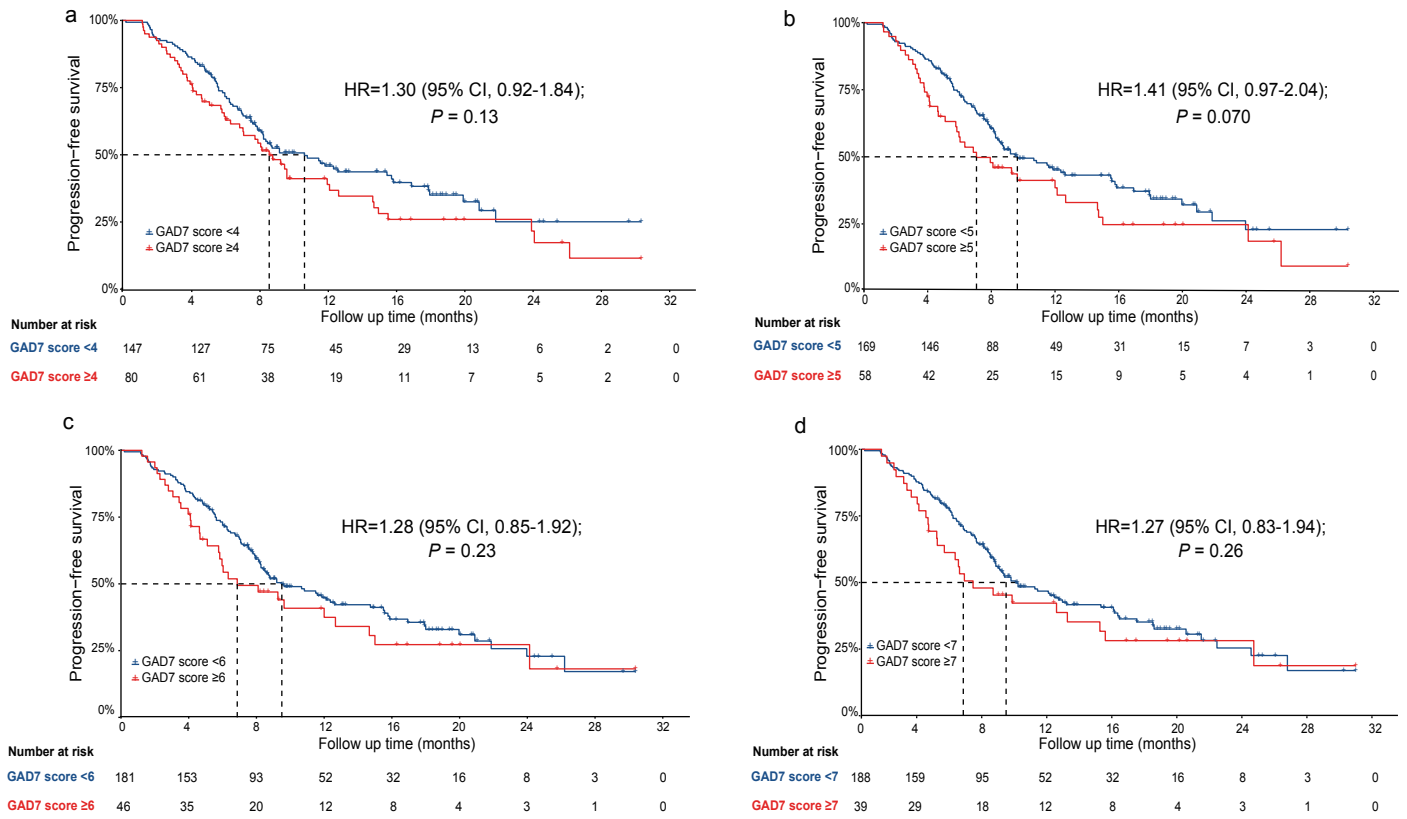 a
100%
75%
50%
25%
0%
Progression−free survival
HR=1.30 (95% CI, 0.92-1.84);
P = 0.13
GAD7 score <4
GAD7 score ≥4
0 4 8 12 16 20 24 28 32
Follow up time (months)
Number at risk
GAD7 score <4 147 127 75 45 29 13 6 2 0
GAD7 score ≥4 80 61 38 19 11 7 5 2 0
b
100%
75%
50%
25%
0%
Progression−free survival
HR=1.41 (95% CI, 0.97-2.04);
P = 0.070
GAD7 score <5
GAD7 score ≥5
0 4 8 12 16 20 24 28 32
Follow up time (months)
Number at risk
GAD7 score <5 169 146 88 49 31 15 7 3 0
GAD7 score ≥5 58 42 25 15 9 5 4 1 0
c
100%
75%
50%
25%
0%
Progression−free survival
HR=1.28 (95% CI, 0.85-1.92);
P = 0.23
GAD7 score <6
GAD7 score ≥6
0 4 8 12 16 20 24 28 32
Follow up time (months)
Number at risk
GAD7 score <6 181 153 93 52 32 16 8 3 0
GAD7 score ≥6 46 35 20 12 8 4 3 1 0
d
100%
75%
50%
25%
0%
Progression−free survival
HR=1.27 (95% CI, 0.83-1.94);
P = 0.26
GAD7 score <7
GAD7 score ≥7
0 4 8 12 16 20 24 28 32
Follow up time (months)
Number at risk
GAD7 score <7 188 159 95 52 32 16 8 3 0
GAD7 score ≥7 39 29 18 12 8 4 3 1 0